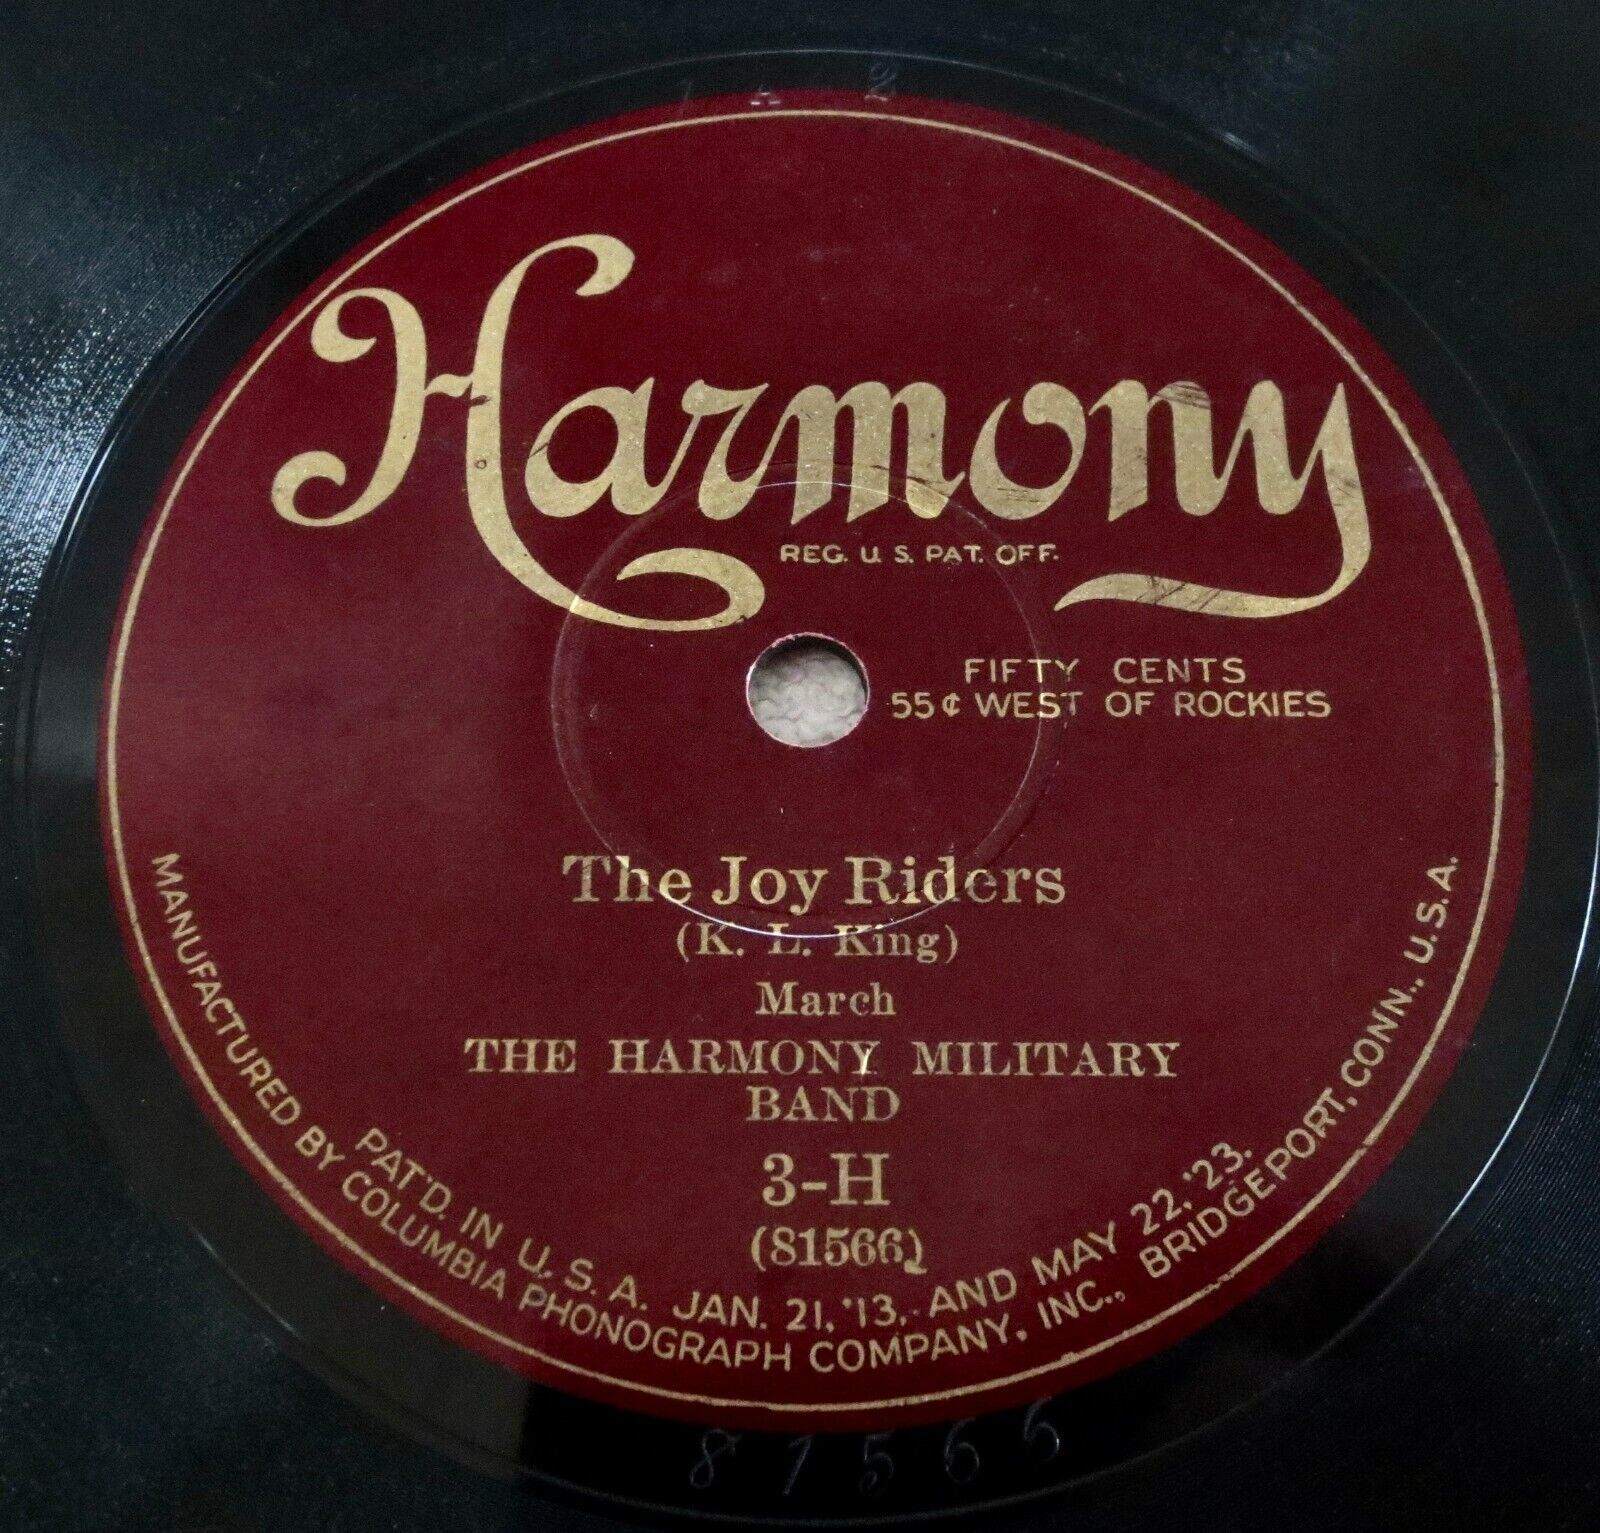 1 A 2
Harmony
REG. U. S. PAT. OFF.
FIFTY CENTS
55¢ WEST OF ROCKIES
The Joy Riders
(K. L. King)
March
THE HARMONY MILITARY
BAND
3-H
(81566)
PAT'D. IN U. S. A. JAN. 21, '13, AND MAY 22, '23.
MANUFACTURED BY COLUMBIA PHONOGRAPH COMPANY, INC., BRIDGEPORT, CONN., U.S.A.
81566